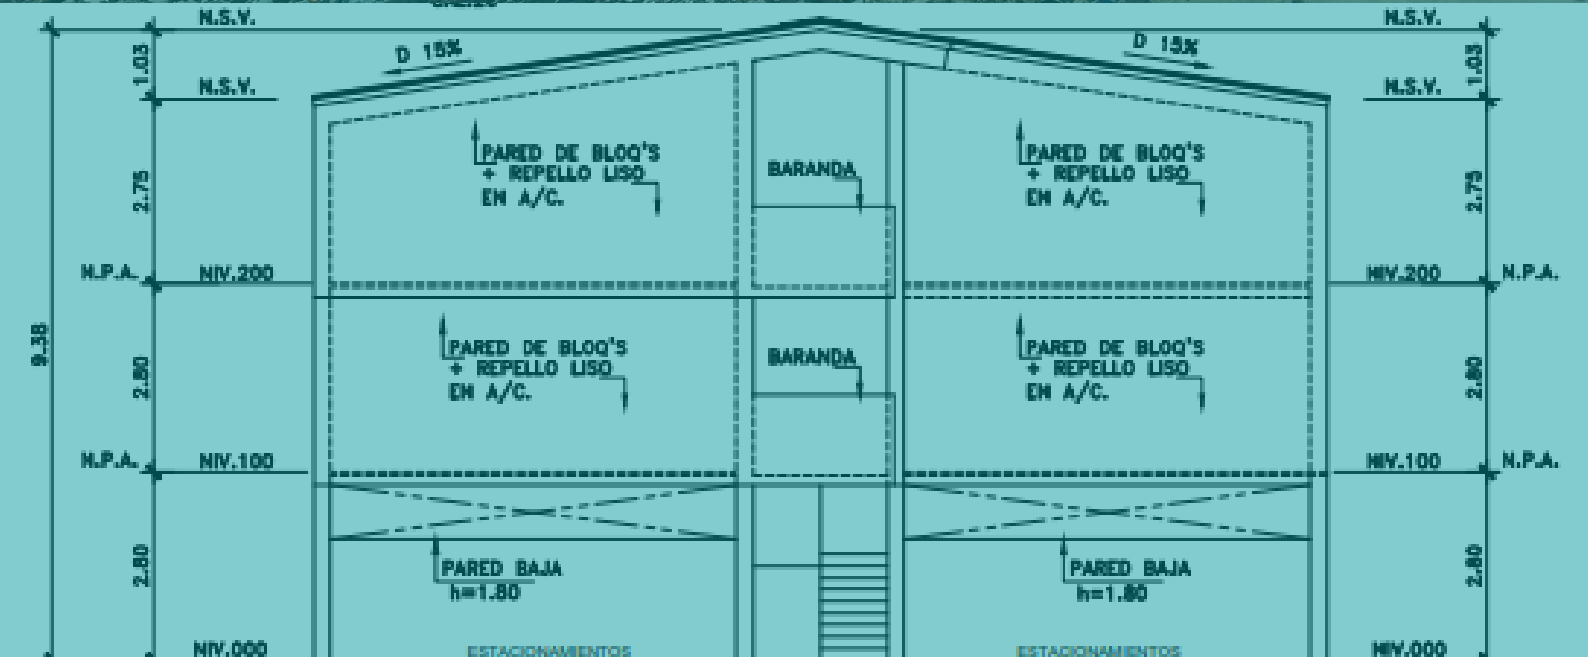 N.S.V.
N.S.V.
D 15%
D 15%
1.03
1.03
N.S.V.
N.S.V.
PARED DE BLOQ'S
+ REPELLO LISO
EN A/C.
BARANDA
PARED DE BLOQ'S
+ REPELLO LISO
EN A/C.
2.75
2.75
N.P.A.
NIV.200
NIV.200
N.P.A.
9.38
PARED DE BLOQ'S
+ REPELLO LISO
EN A/C.
BARANDA
PARED DE BLOQ'S
+ REPELLO LISO
EN A/C.
2.80
2.80
N.P.A.
NIV.100
NIV.100
N.P.A.
2.80
PARED BAJA
h=1.80
PARED BAJA
h=1.80
2.80
NIV.000
ESTACIONAMIENTOS
ESTACIONAMIENTOS
NIV.000